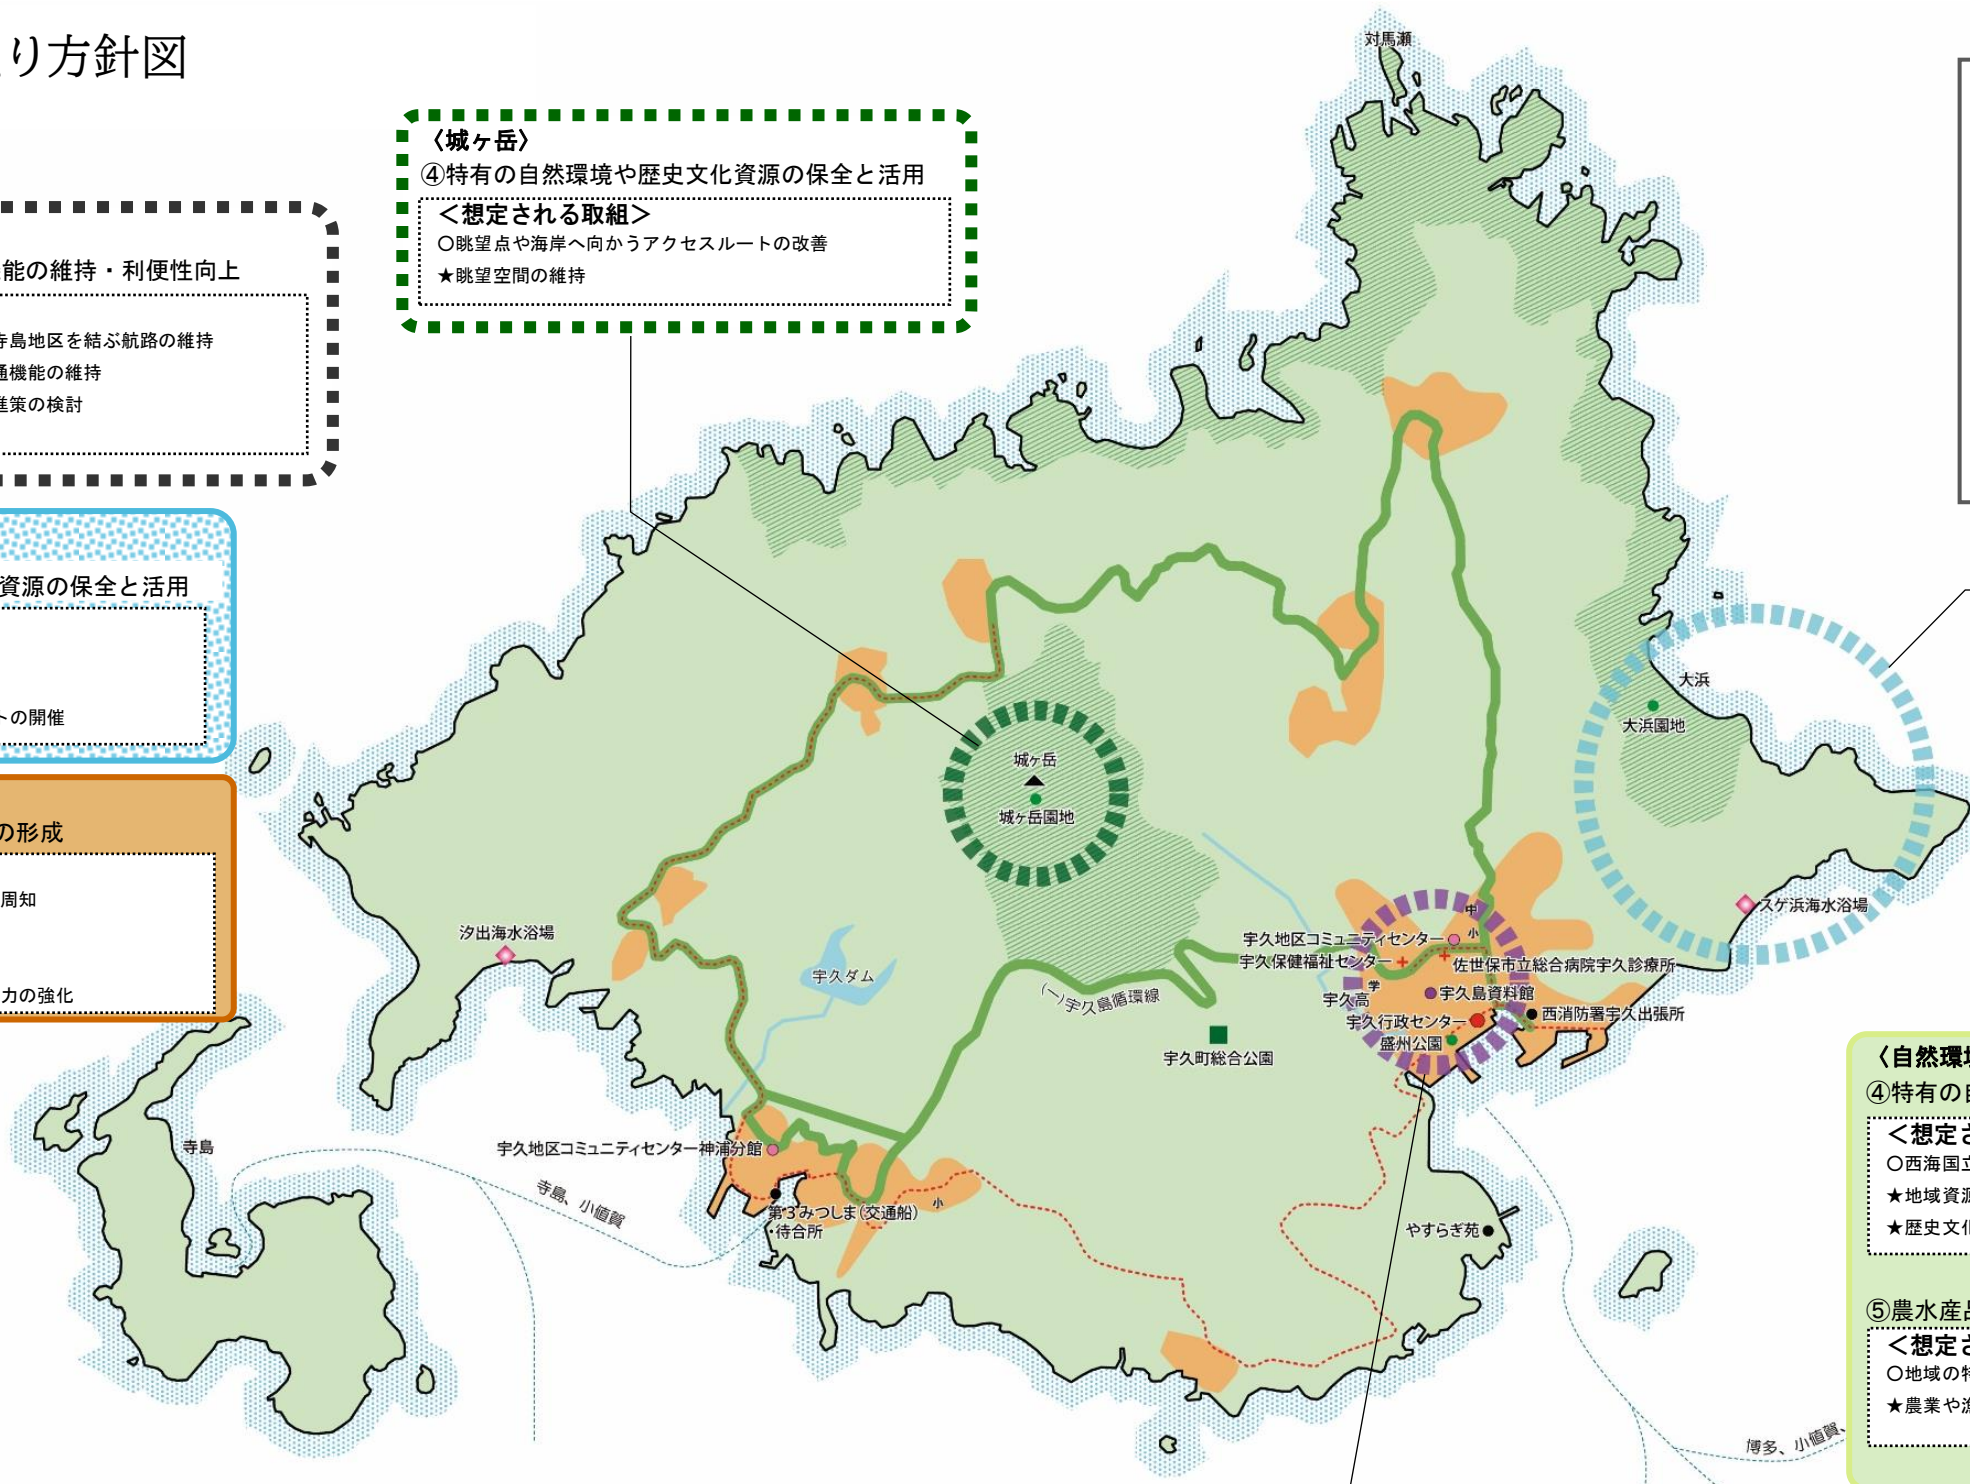 り方針図
〈城ヶ岳〉
④特有の自然環境や歴史文化資源の保全と活用
＜想定される取組＞
〇眺望点や海岸へ向かうアクセスルートの改善
★眺望空間の維持
能の維持・利便性向上
寺島地区を結ぶ航路の維持
通機能の維持
進策の検討
資源の保全と活用
トの開催
の形成
周知
力の強化
対馬瀬
大浜
大浜園地
城ヶ岳
城ヶ岳園地
スゲ浜海水浴場
汐出海水浴場
宇久ダム
(一)宇久島循環線
宇久町総合公園
中
小
宇久地区コミュニティセンター
宇久保健福祉センター
佐世保市立総合病院宇久診療所
学
宇久高
宇久島資料館
宇久行政センター
西消防署宇久出張所
盛州公園
寺島
宇久地区コミュニティセンター神浦分館
寺島、小値賀
第3みつしま(交通船)
・待合所
小
やすらぎ苑
博多、小値賀、
〈自然環境
④特有の自
＜想定さ
〇西海国立
★地域資源
★歴史文化
⑤農水産品
＜想定さ
〇地域の特
★農業や漁